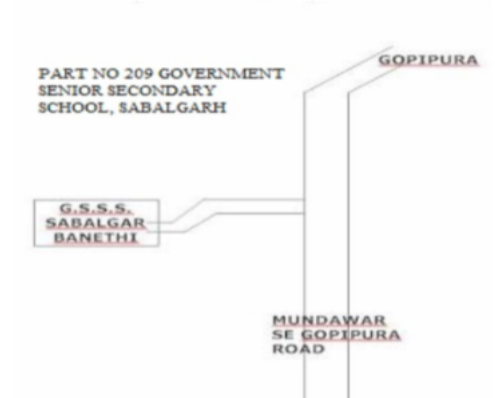 GOPIPURA
PART NO 209 GOVERNMENT
SENIOR SECONDARY
SCHOOL, SABALGARH
G.S.S.S.
SABALGAR
BANETHI
MUNDAWAR
SE GOPIPURA
ROAD